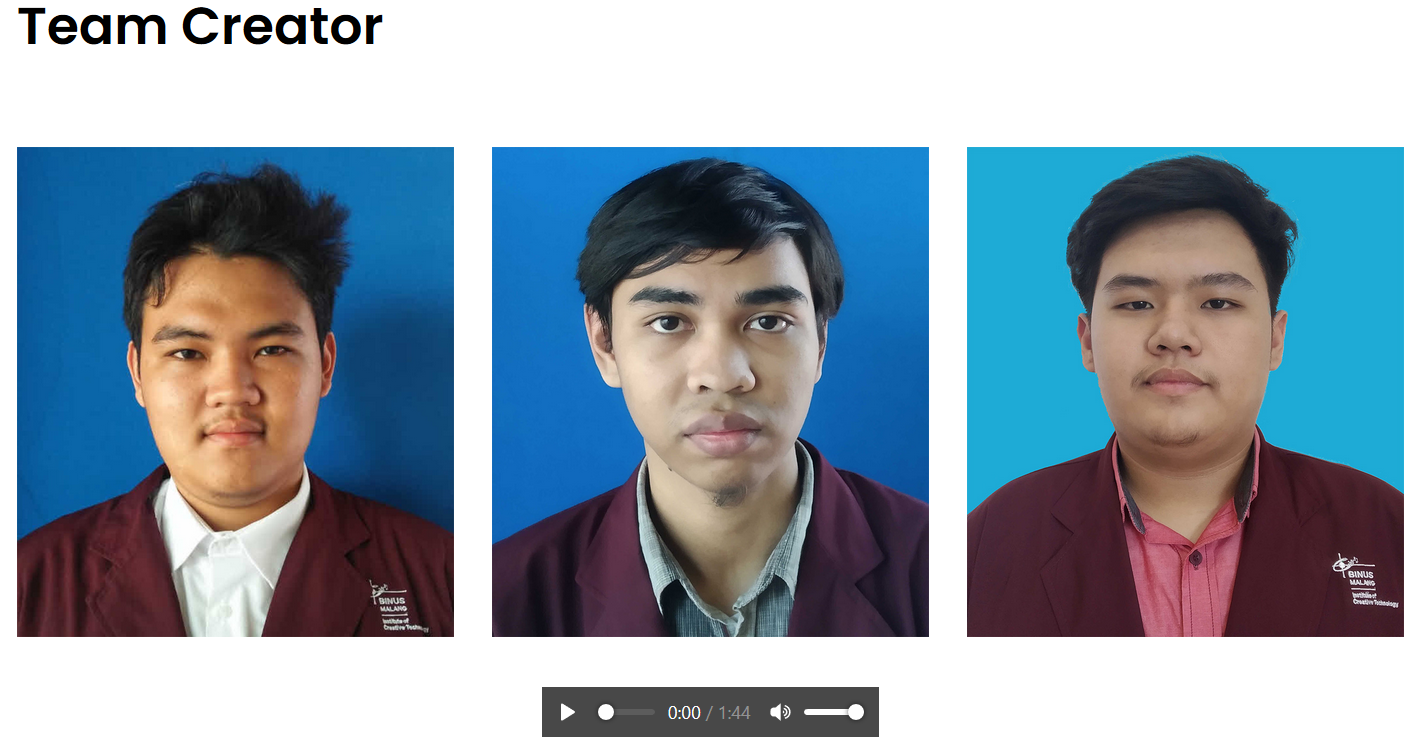 Team Creator
BINUS
MALANG
Institute of
Creative Technology
BINUS
MALANG
Institute of
Creative Technology
0:00 / 1:44